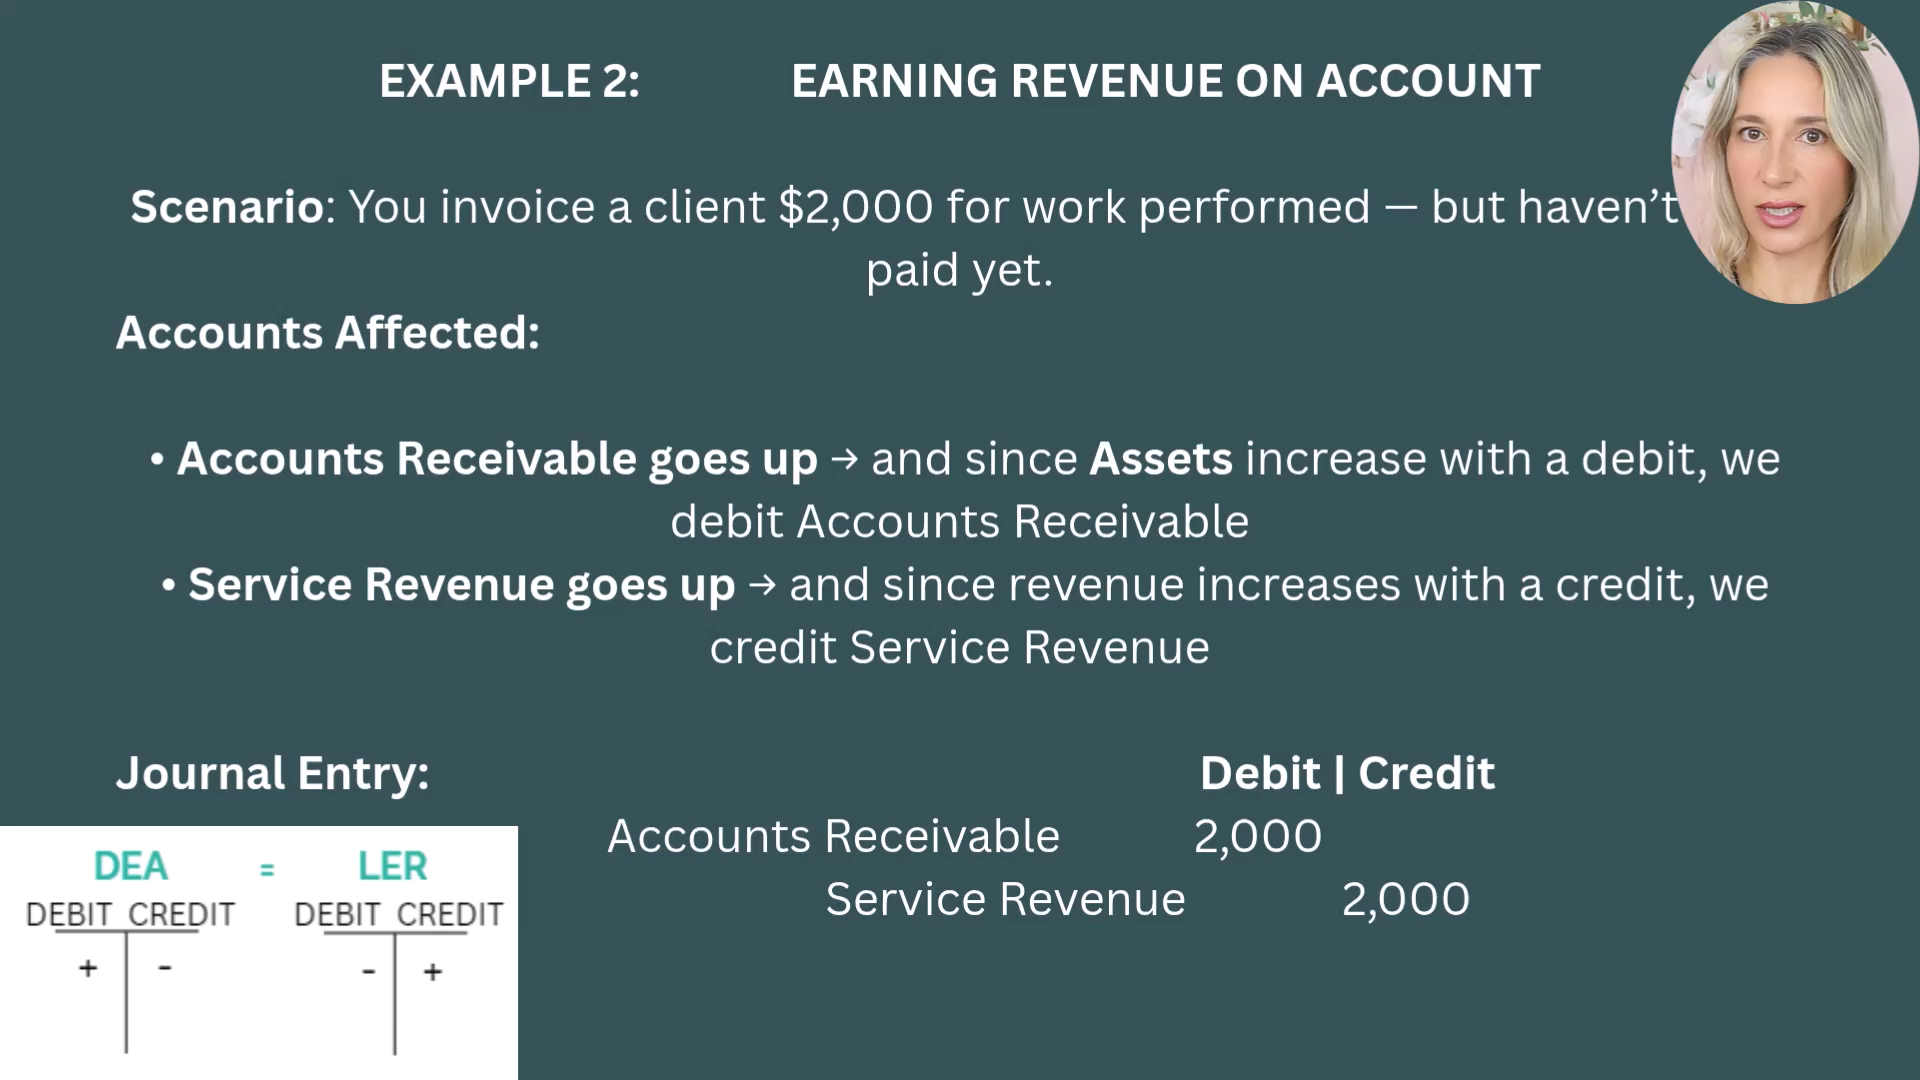 EXAMPLE 2: EARNING REVENUE ON ACCOUNT
Scenario: You invoice a client $2,000 for work performed — but haven’t
paid yet.
Accounts Affected:
• Accounts Receivable goes up → and since Assets increase with a debit, we
debit Accounts Receivable
• Service Revenue goes up → and since revenue increases with a credit, we
credit Service Revenue
Journal Entry: Debit | Credit
Accounts Receivable 2,000
Service Revenue 2,000
DEA = LER
DEBIT CREDIT DEBIT CREDIT
+ - - +